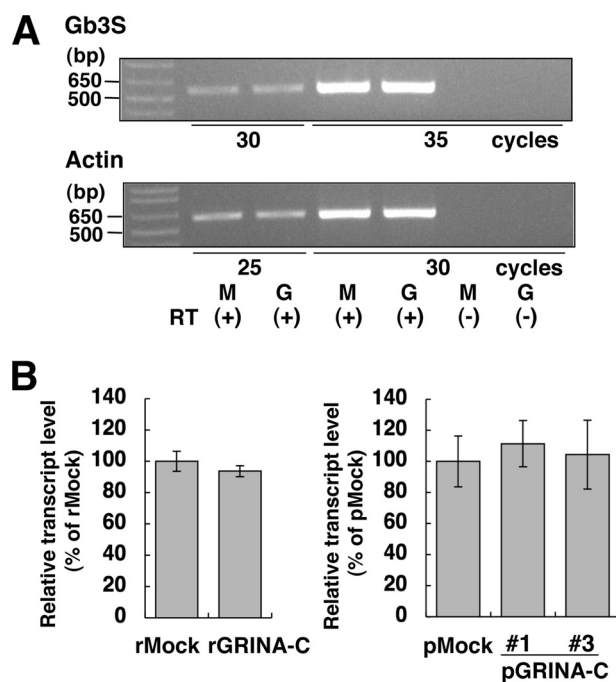 A
Gb3S
(bp)
650
500
30 35 cycles
Actin
(bp)
650
500
25 30 cycles
M G M G M G
RT (+) (+) (+) (+) (-) (-)
B
Relative transcript level
(% of rMock)
140
120
100
80
60
40
20
0
rMock rGRINA-C
Relative transcript level
(% of pMock)
140
120
100
80
60
40
20
0
pMock #1 #3
pGRINA-C